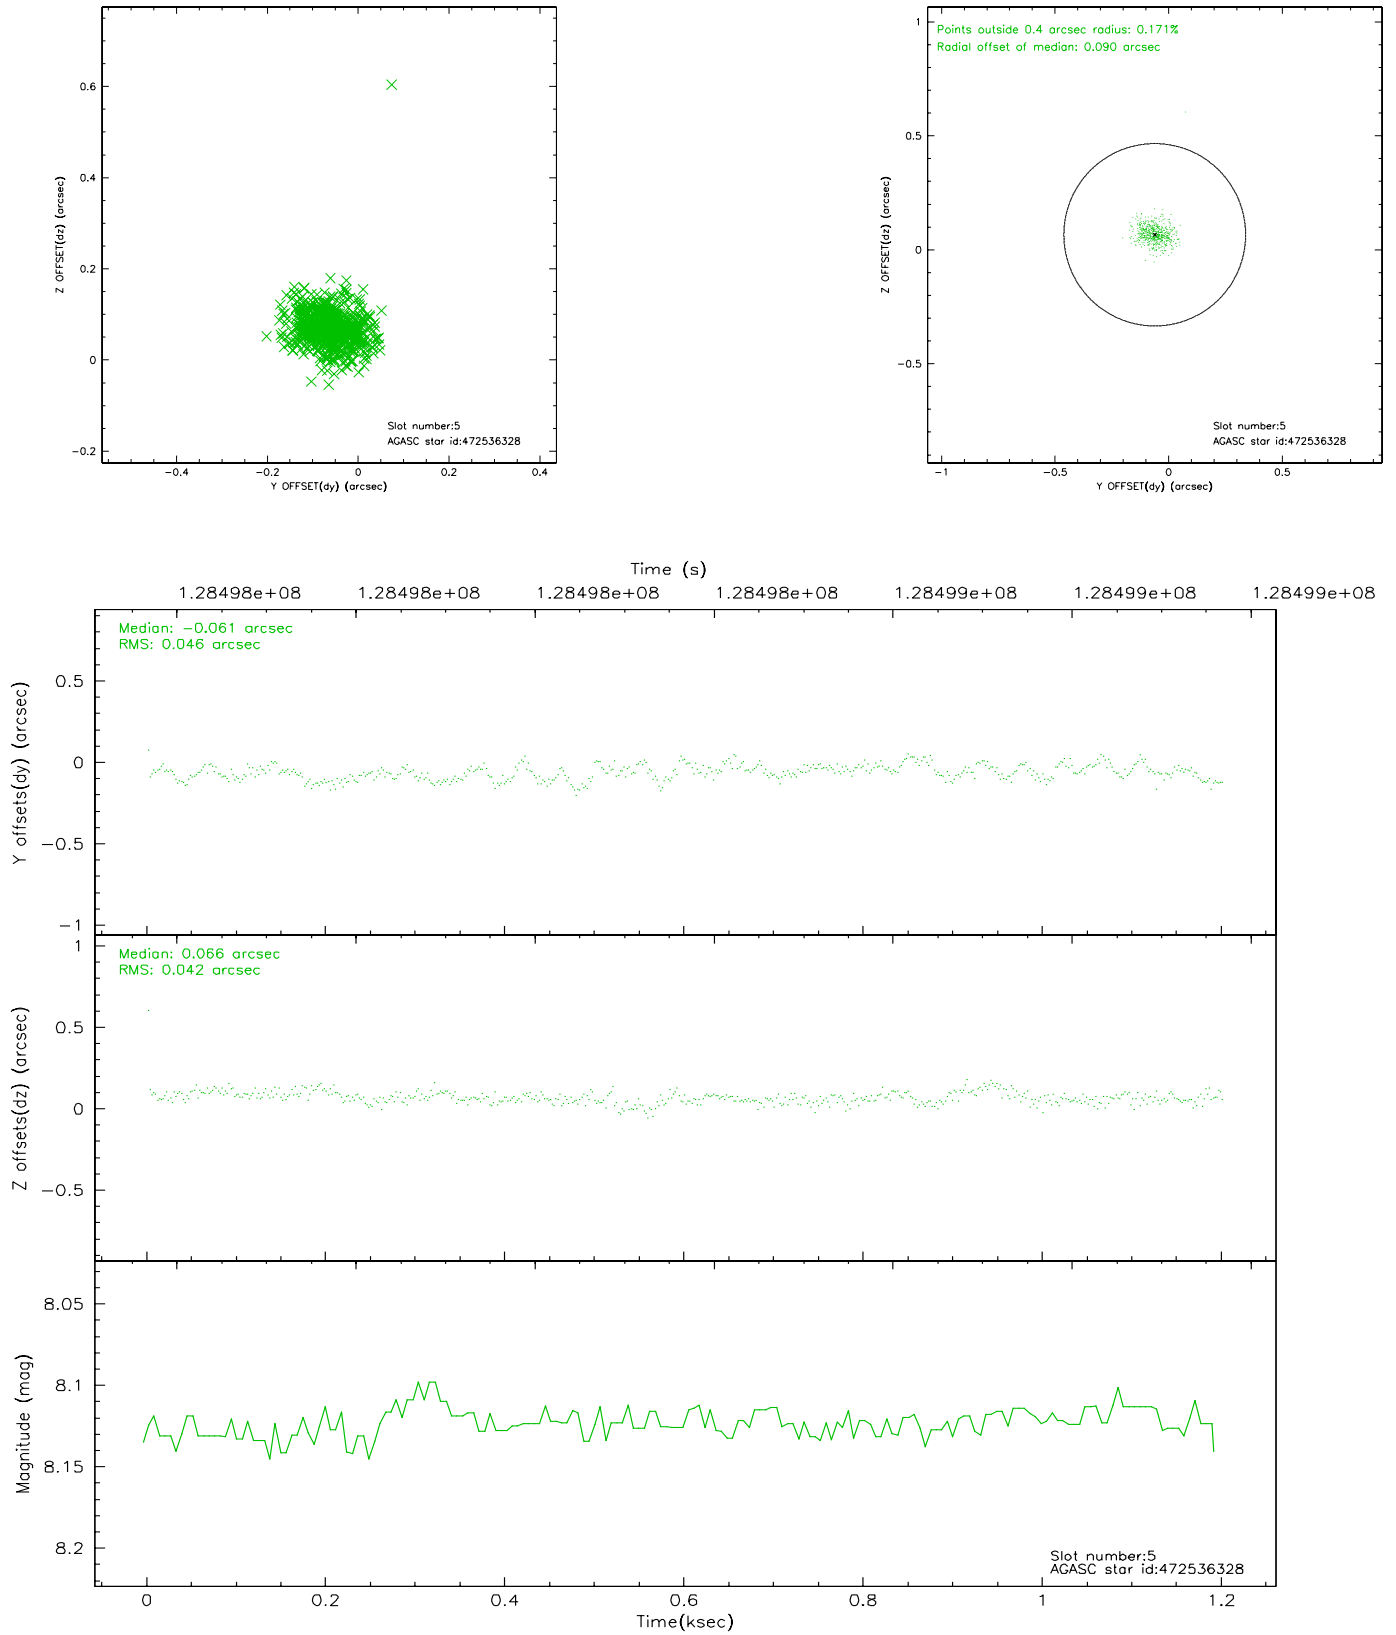 0.6
0.4
0.2
0
−0.2
Z OFFSET(dz) (arcsec)
−0.4
−0.2
0
0.2
0.4
Y OFFSET(dy) (arcsec)
Slot number:5
AGASC star id:472536328
Points outside 0.4 arcsec radius: 0.171%
Radial offset of median: 0.090 arcsec
1
0.5
0
−0.5
Z OFFSET(dz) (arcsec)
−1
−0.5
0
0.5
Y OFFSET(dy) (arcsec)
Slot number:5
AGASC star id:472536328
Time (s)
1.28498e+08
1.28498e+08
1.28498e+08
1.28498e+08
1.28499e+08
1.28499e+08
1.28499e+08
Median: −0.061 arcsec
RMS: 0.046 arcsec
0.5
0
−0.5
−1
Y offsets(dy) (arcsec)
Median: 0.066 arcsec
RMS: 0.042 arcsec
1
0.5
0
−0.5
Z offsets(dz) (arcsec)
8.05
8.1
8.15
8.2
Magnitude (mag)
Slot number:5
AGASC star id:472536328
0
0.2
0.4
0.6
0.8
1
1.2
Time(ksec)